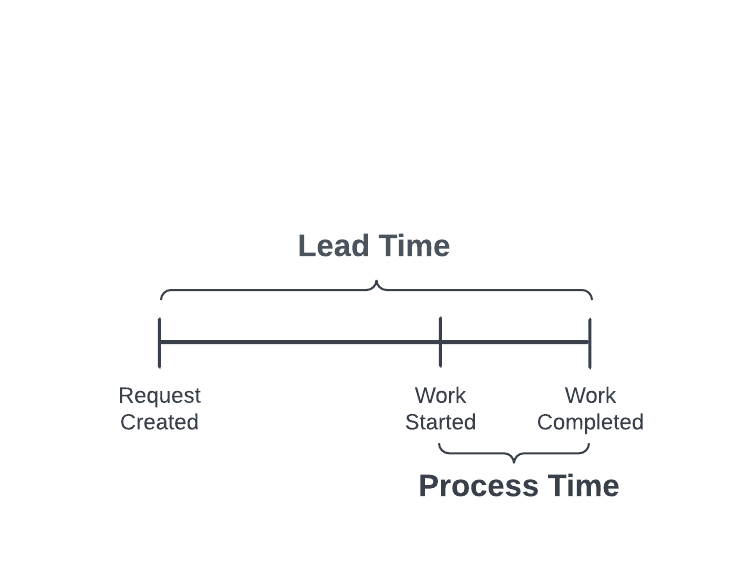 Lead Time
Request
Created
Work
Started
Work
Completed
Process Time